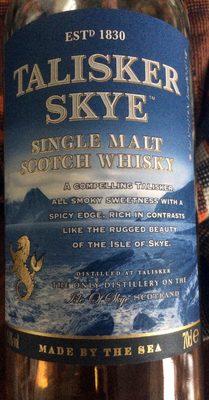 ESTD 1830
TALISKER
SKYE™
SINGLE MALT
SCOTCH WHISKY
A COMPELLING TALISKER,
ALL SMOKY SWEETNESS WITH A
SPICY EDGE. RICH IN CONTRASTS
LIKE THE RUGGED BEAUTY
OF THE ISLE OF SKYE.
DISTILLED AT TALISKER
THE ONLY DISTILLERY ON THE
Isle Of Skye SCOTLAND
70cl e
MADE BY THE SEA